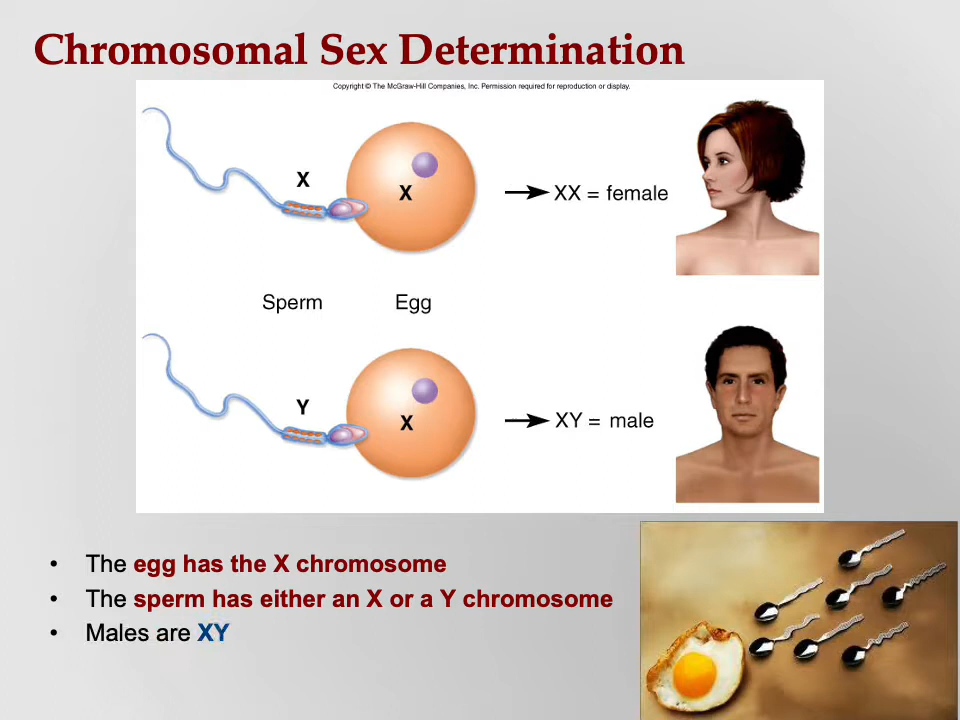 Chromosomal Sex Determination
Copyright © The McGraw-Hill Companies, Inc. Permission required for reproduction or display.
X
X
XX = female
Sperm
Egg
Y
X
XY = male
• The egg has the X chromosome
• The sperm has either an X or a Y chromosome
• Males are XY